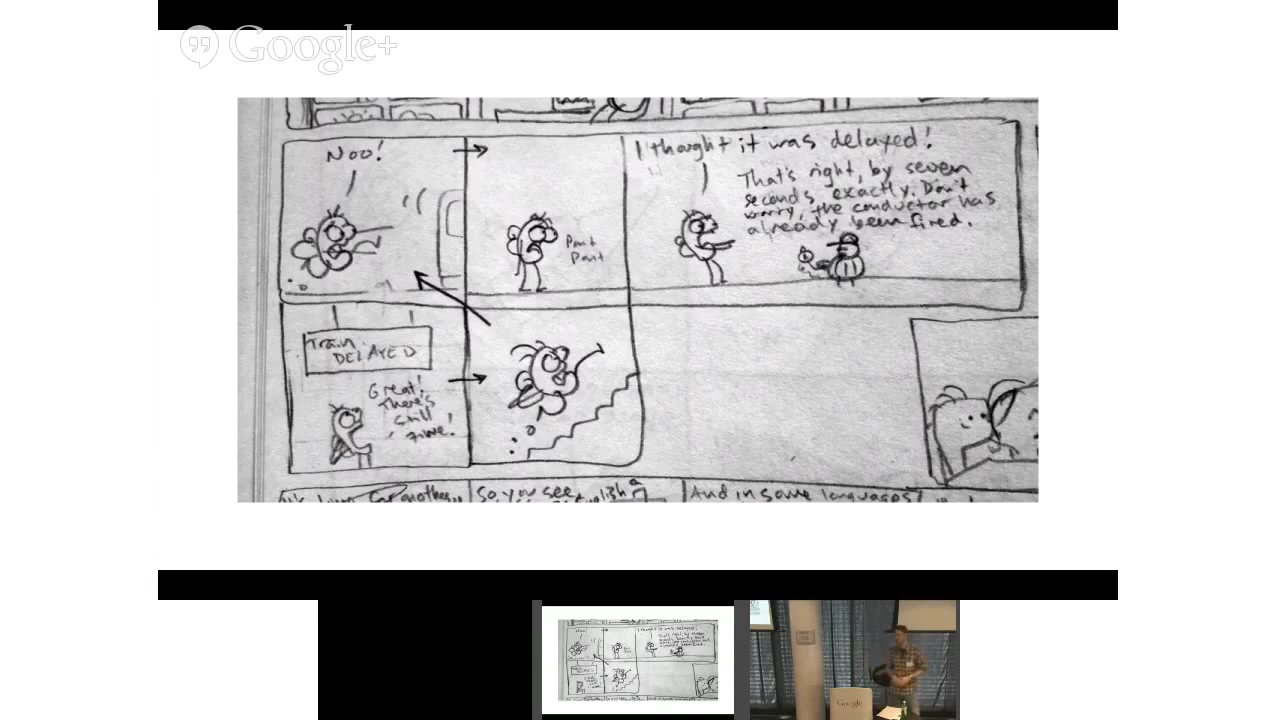 Google+
Noo!
Pant
Pant
I thought it was delayed!
That's right, by seven
seconds exactly. Don't
worry, the conductor has
already been fired.
Train
DELAYED
Great!
There's
still
time!
So, you see
And in some languages
Google